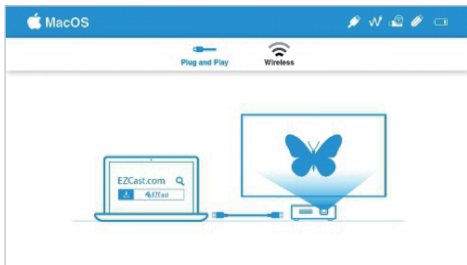 MacOS
Plug and Play
Wireless
EZCast.com
EZCast